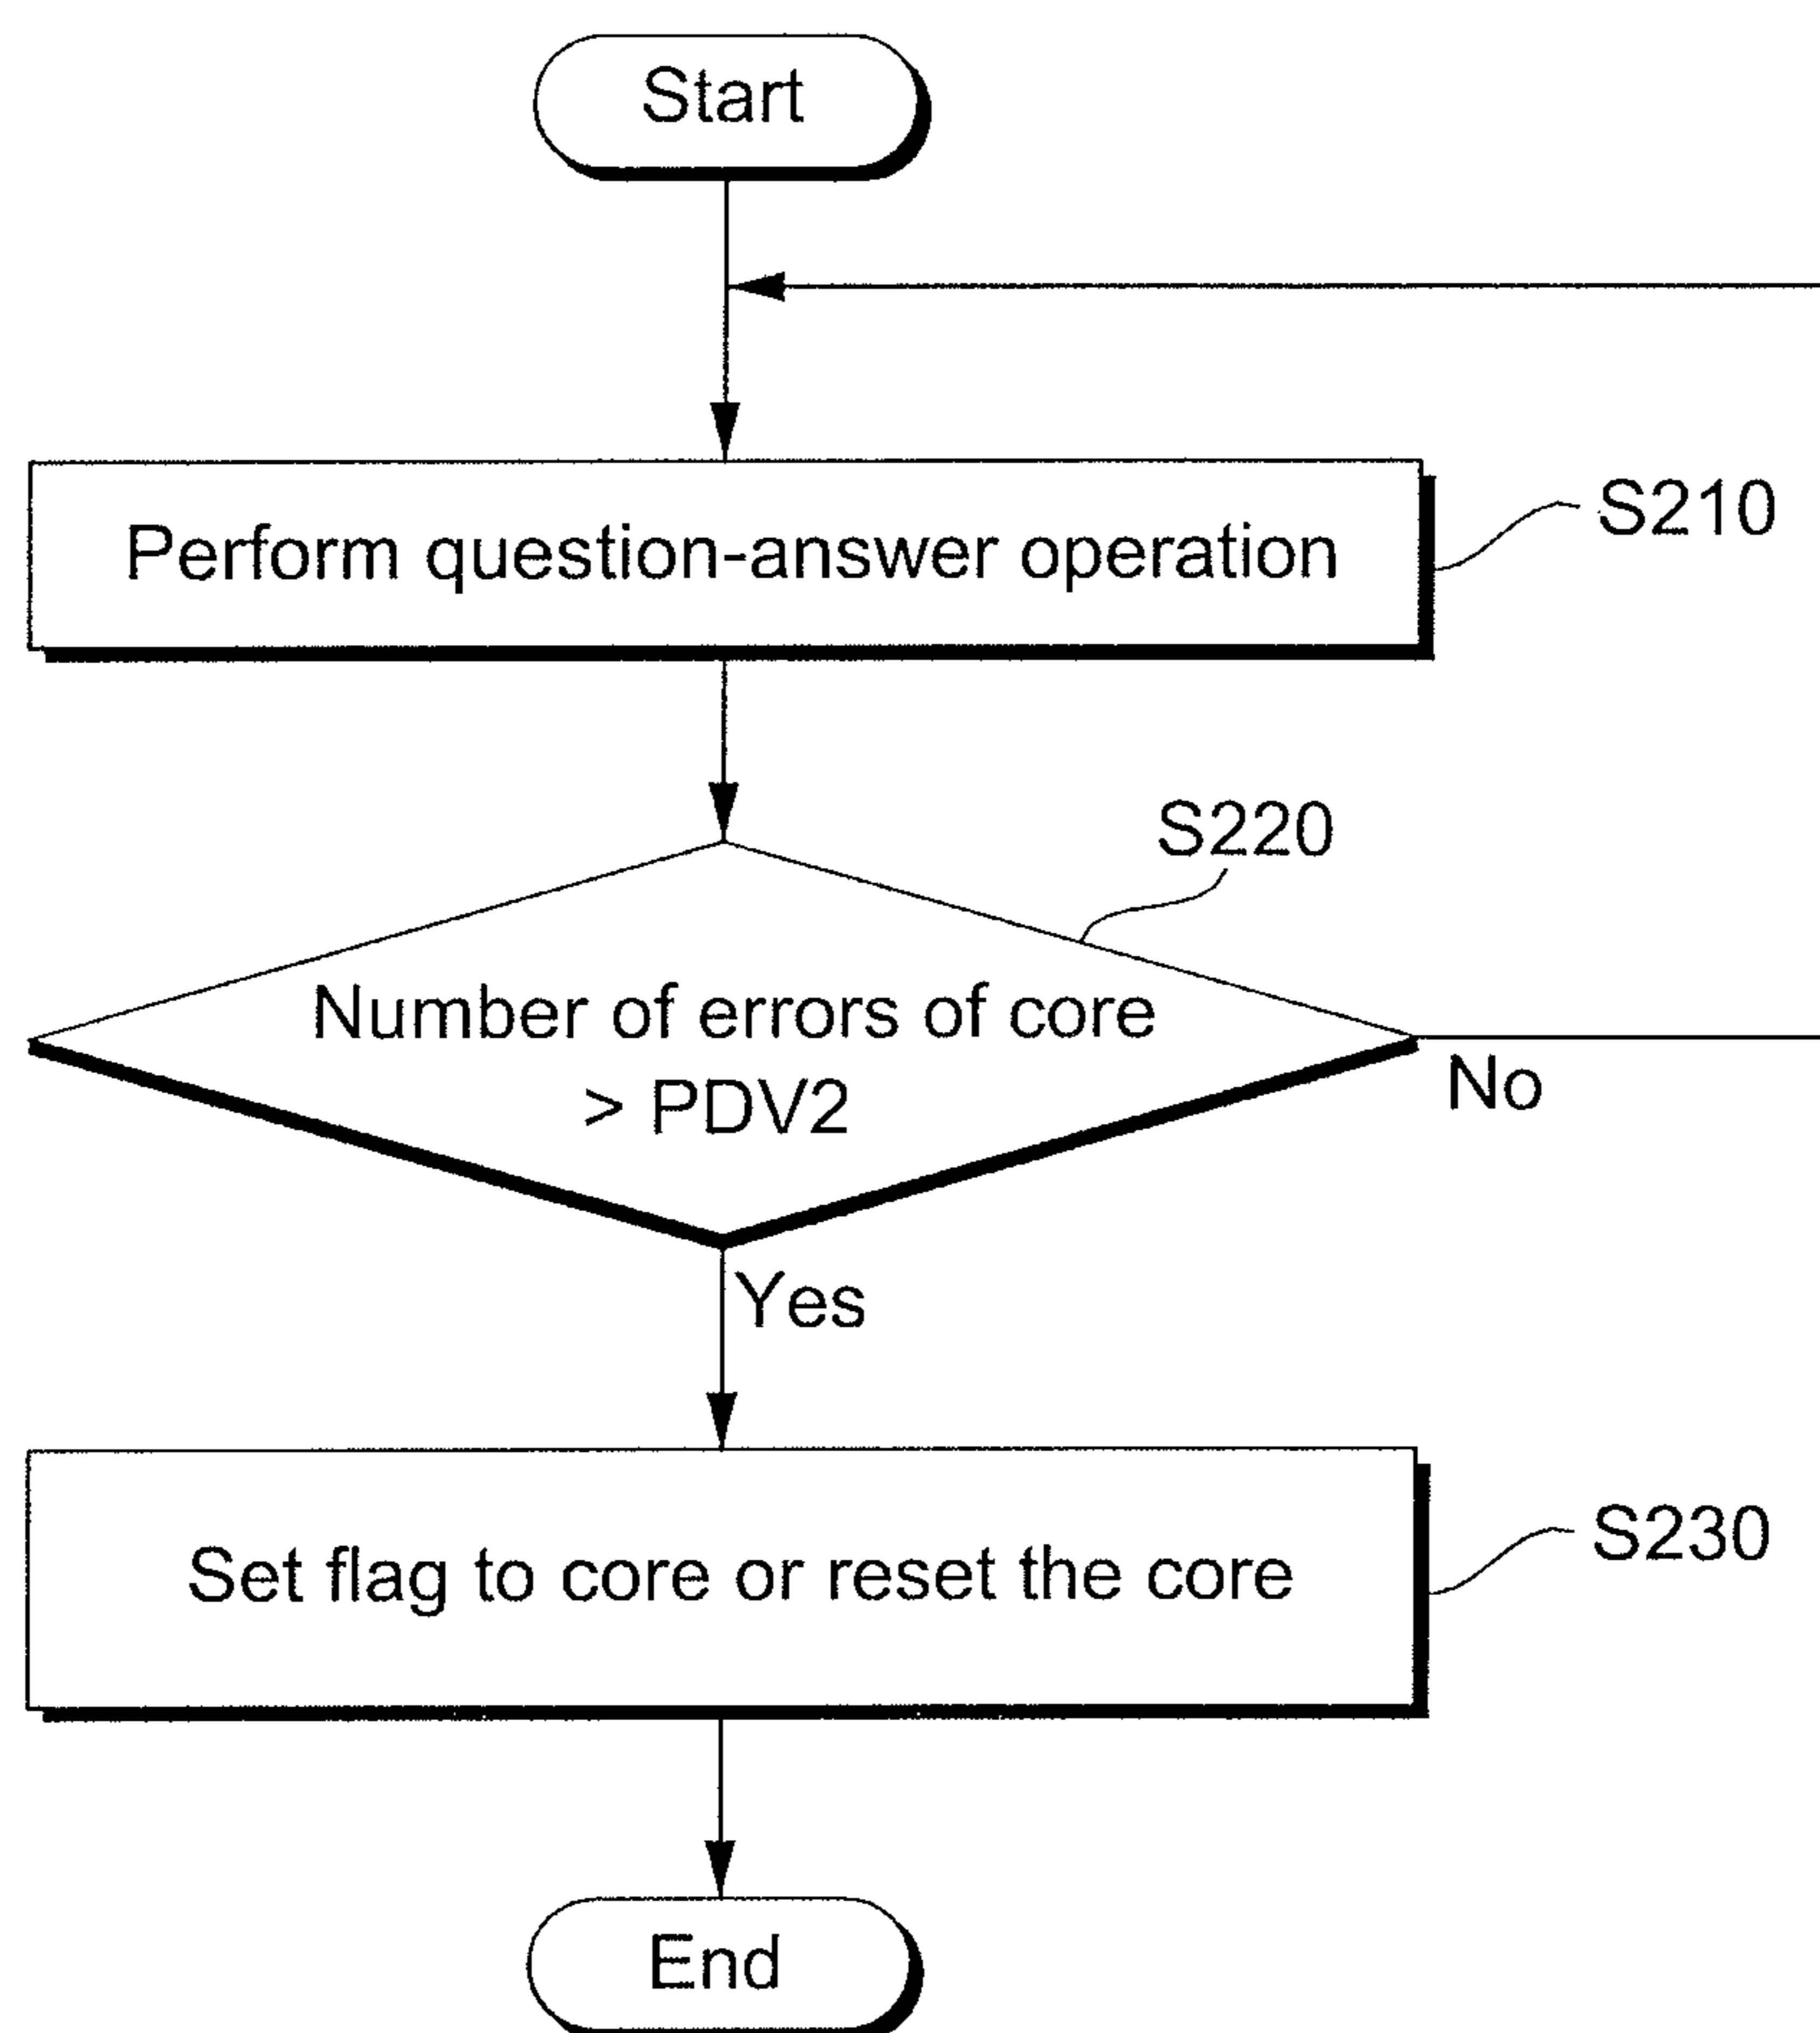 Start
Perform question-answer operation
S210
S220
Number of errors of core
> PDV2
No
Yes
Set flag to core or reset the core
S230
End